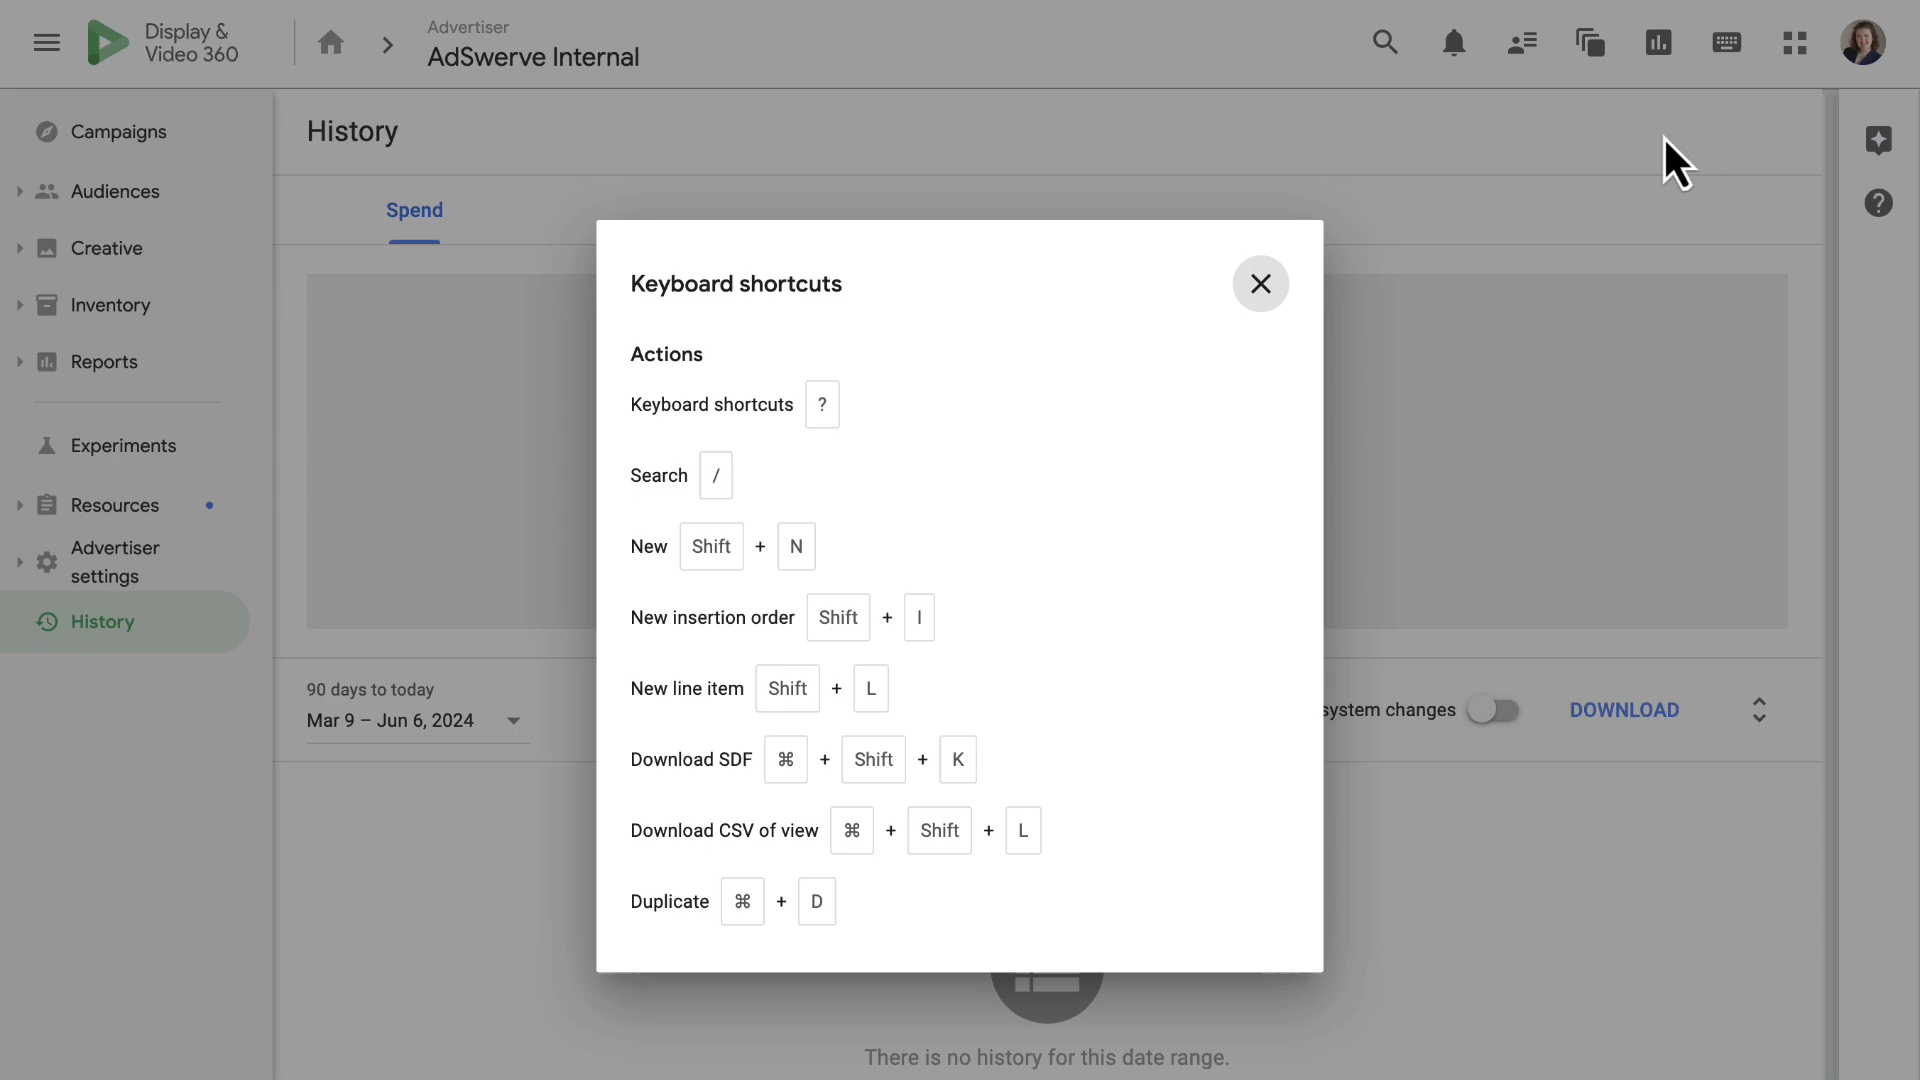 Display &
Video 360
Advertiser
AdSwerve Internal
Campaigns
Audiences
Creative
Inventory
Reports
Experiments
Resources
Advertiser
settings
History
History
Spend
Keyboard shortcuts
Actions
Keyboard shortcuts ?
Search /
New Shift + N
New insertion order Shift + I
New line item Shift + L
Download SDF ⌘ + Shift + K
Download CSV of view ⌘ + Shift + L
Duplicate ⌘ + D
90 days to today
Mar 9 – Jun 6, 2024
system changes
DOWNLOAD
There is no history for this date range.